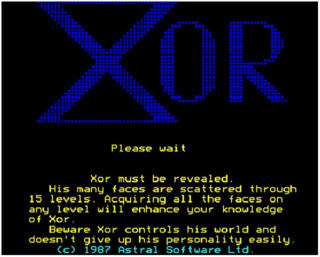 XOR
Please wait
Xor must be revealed.
His many faces are scattered through
15 levels. Acquiring all the faces on
any level will enhance your knowledge
of Xor.
Beware Xor controls his world and
doesn't give up his personality easily.
(c) 1987 Astral Software Ltd.